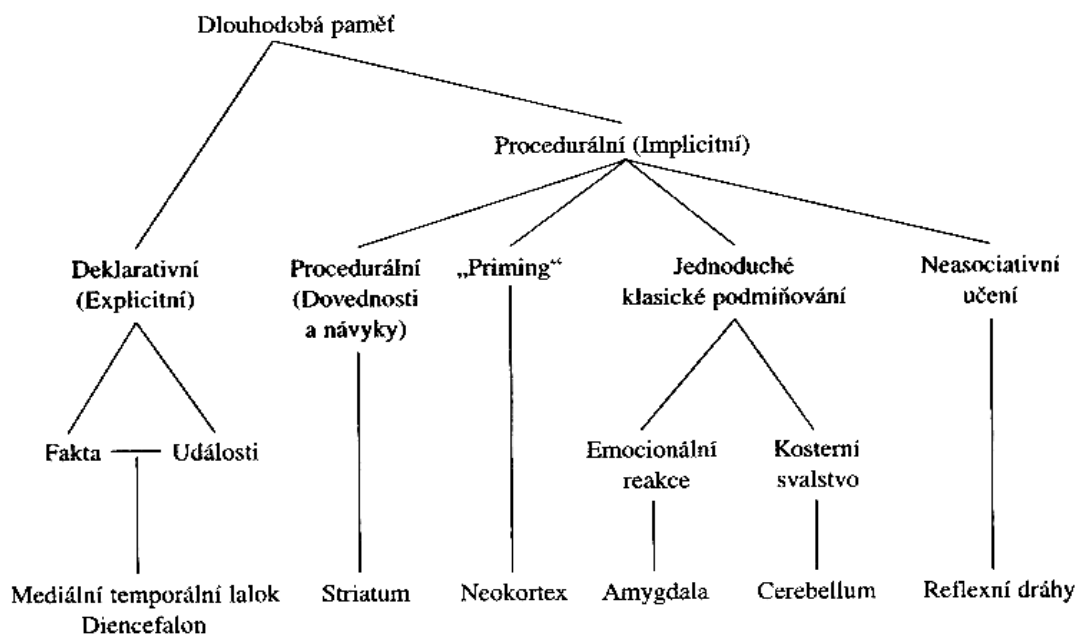 Dlouhodobá paměť
Procedurální (Implicitní)
Deklarativní
(Explicitní)
Procedurální
(Dovednosti
a návyky)
„Priming“
Jednoduché
klasické podmiňování
Neasociativní
učení
Fakta
Události
Emocionální
reakce
Kosterní
svalstvo
Mediální temporální lalok
Diencefalon
Striatum
Neokortex
Amygdala
Cerebellum
Reflexní dráhy